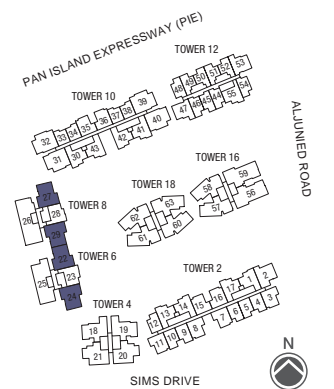 PAN ISLAND EXPRESSWAY (PIE)
TOWER 12
48 49 50 51 52 53
47 46 45 44 55 54
TOWER 10
32 33 34 35 36 37 38 39
31 30 43 42 41 40
ALJUNIED ROAD
TOWER 16
58 59
57 56
TOWER 18
62 63
61 60
27
TOWER 8
26 28
29
22
TOWER 6
25 23
24
TOWER 2
12 13 14 15 16 17 1 2
11 10 9 8 7 6 5 4 3
TOWER 4
18 19
21 20
N
SIMS DRIVE